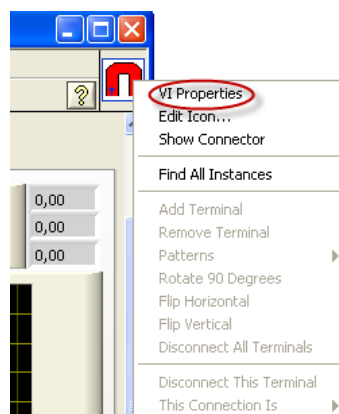 ?
VI Properties
Edit Icon...
Show Connector
Find All Instances
0,00
0,00
0,00
Add Terminal
Remove Terminal
Patterns
Rotate 90 Degrees
Flip Horizontal
Flip Vertical
Disconnect All Terminals
Disconnect This Terminal
This Connection Is